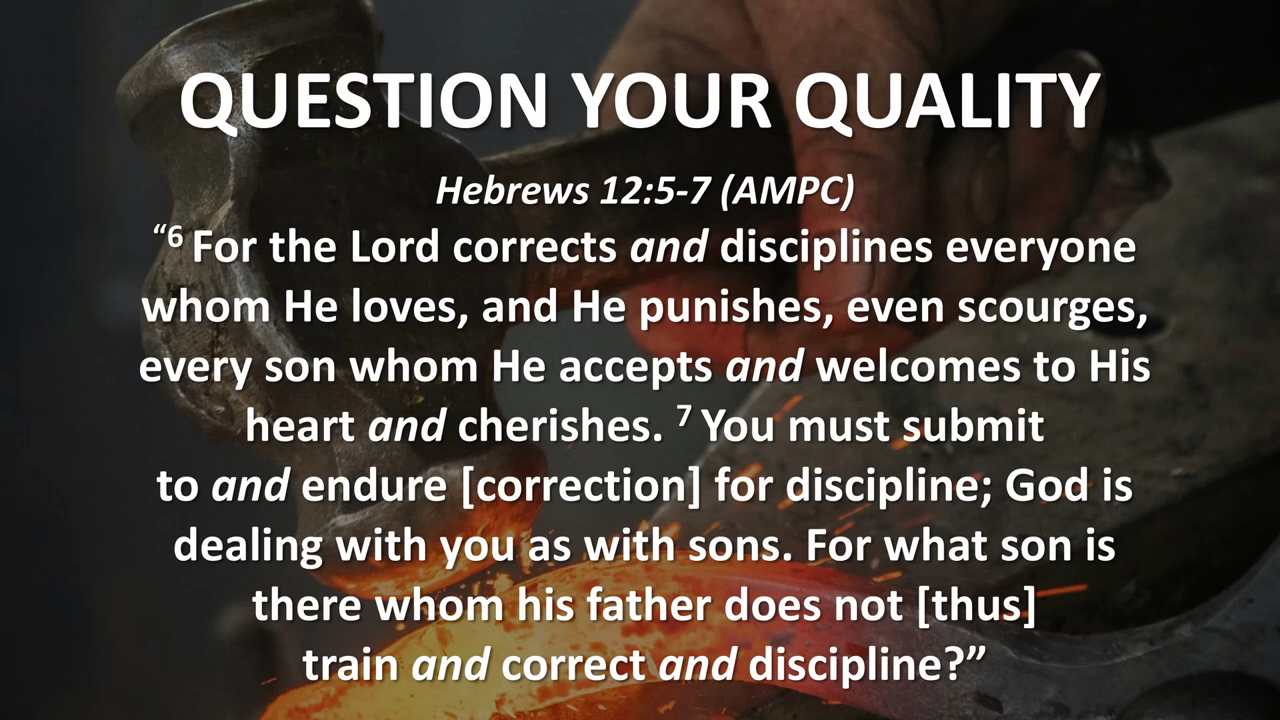 QUESTION YOUR QUALITY
Hebrews 12:5-7 (AMPC)
“6 For the Lord corrects and disciplines everyone
whom He loves, and He punishes, even scourges,
every son whom He accepts and welcomes to His
heart and cherishes. 7 You must submit
to and endure [correction] for discipline; God is
dealing with you as with sons. For what son is
there whom his father does not [thus]
train and correct and discipline?”